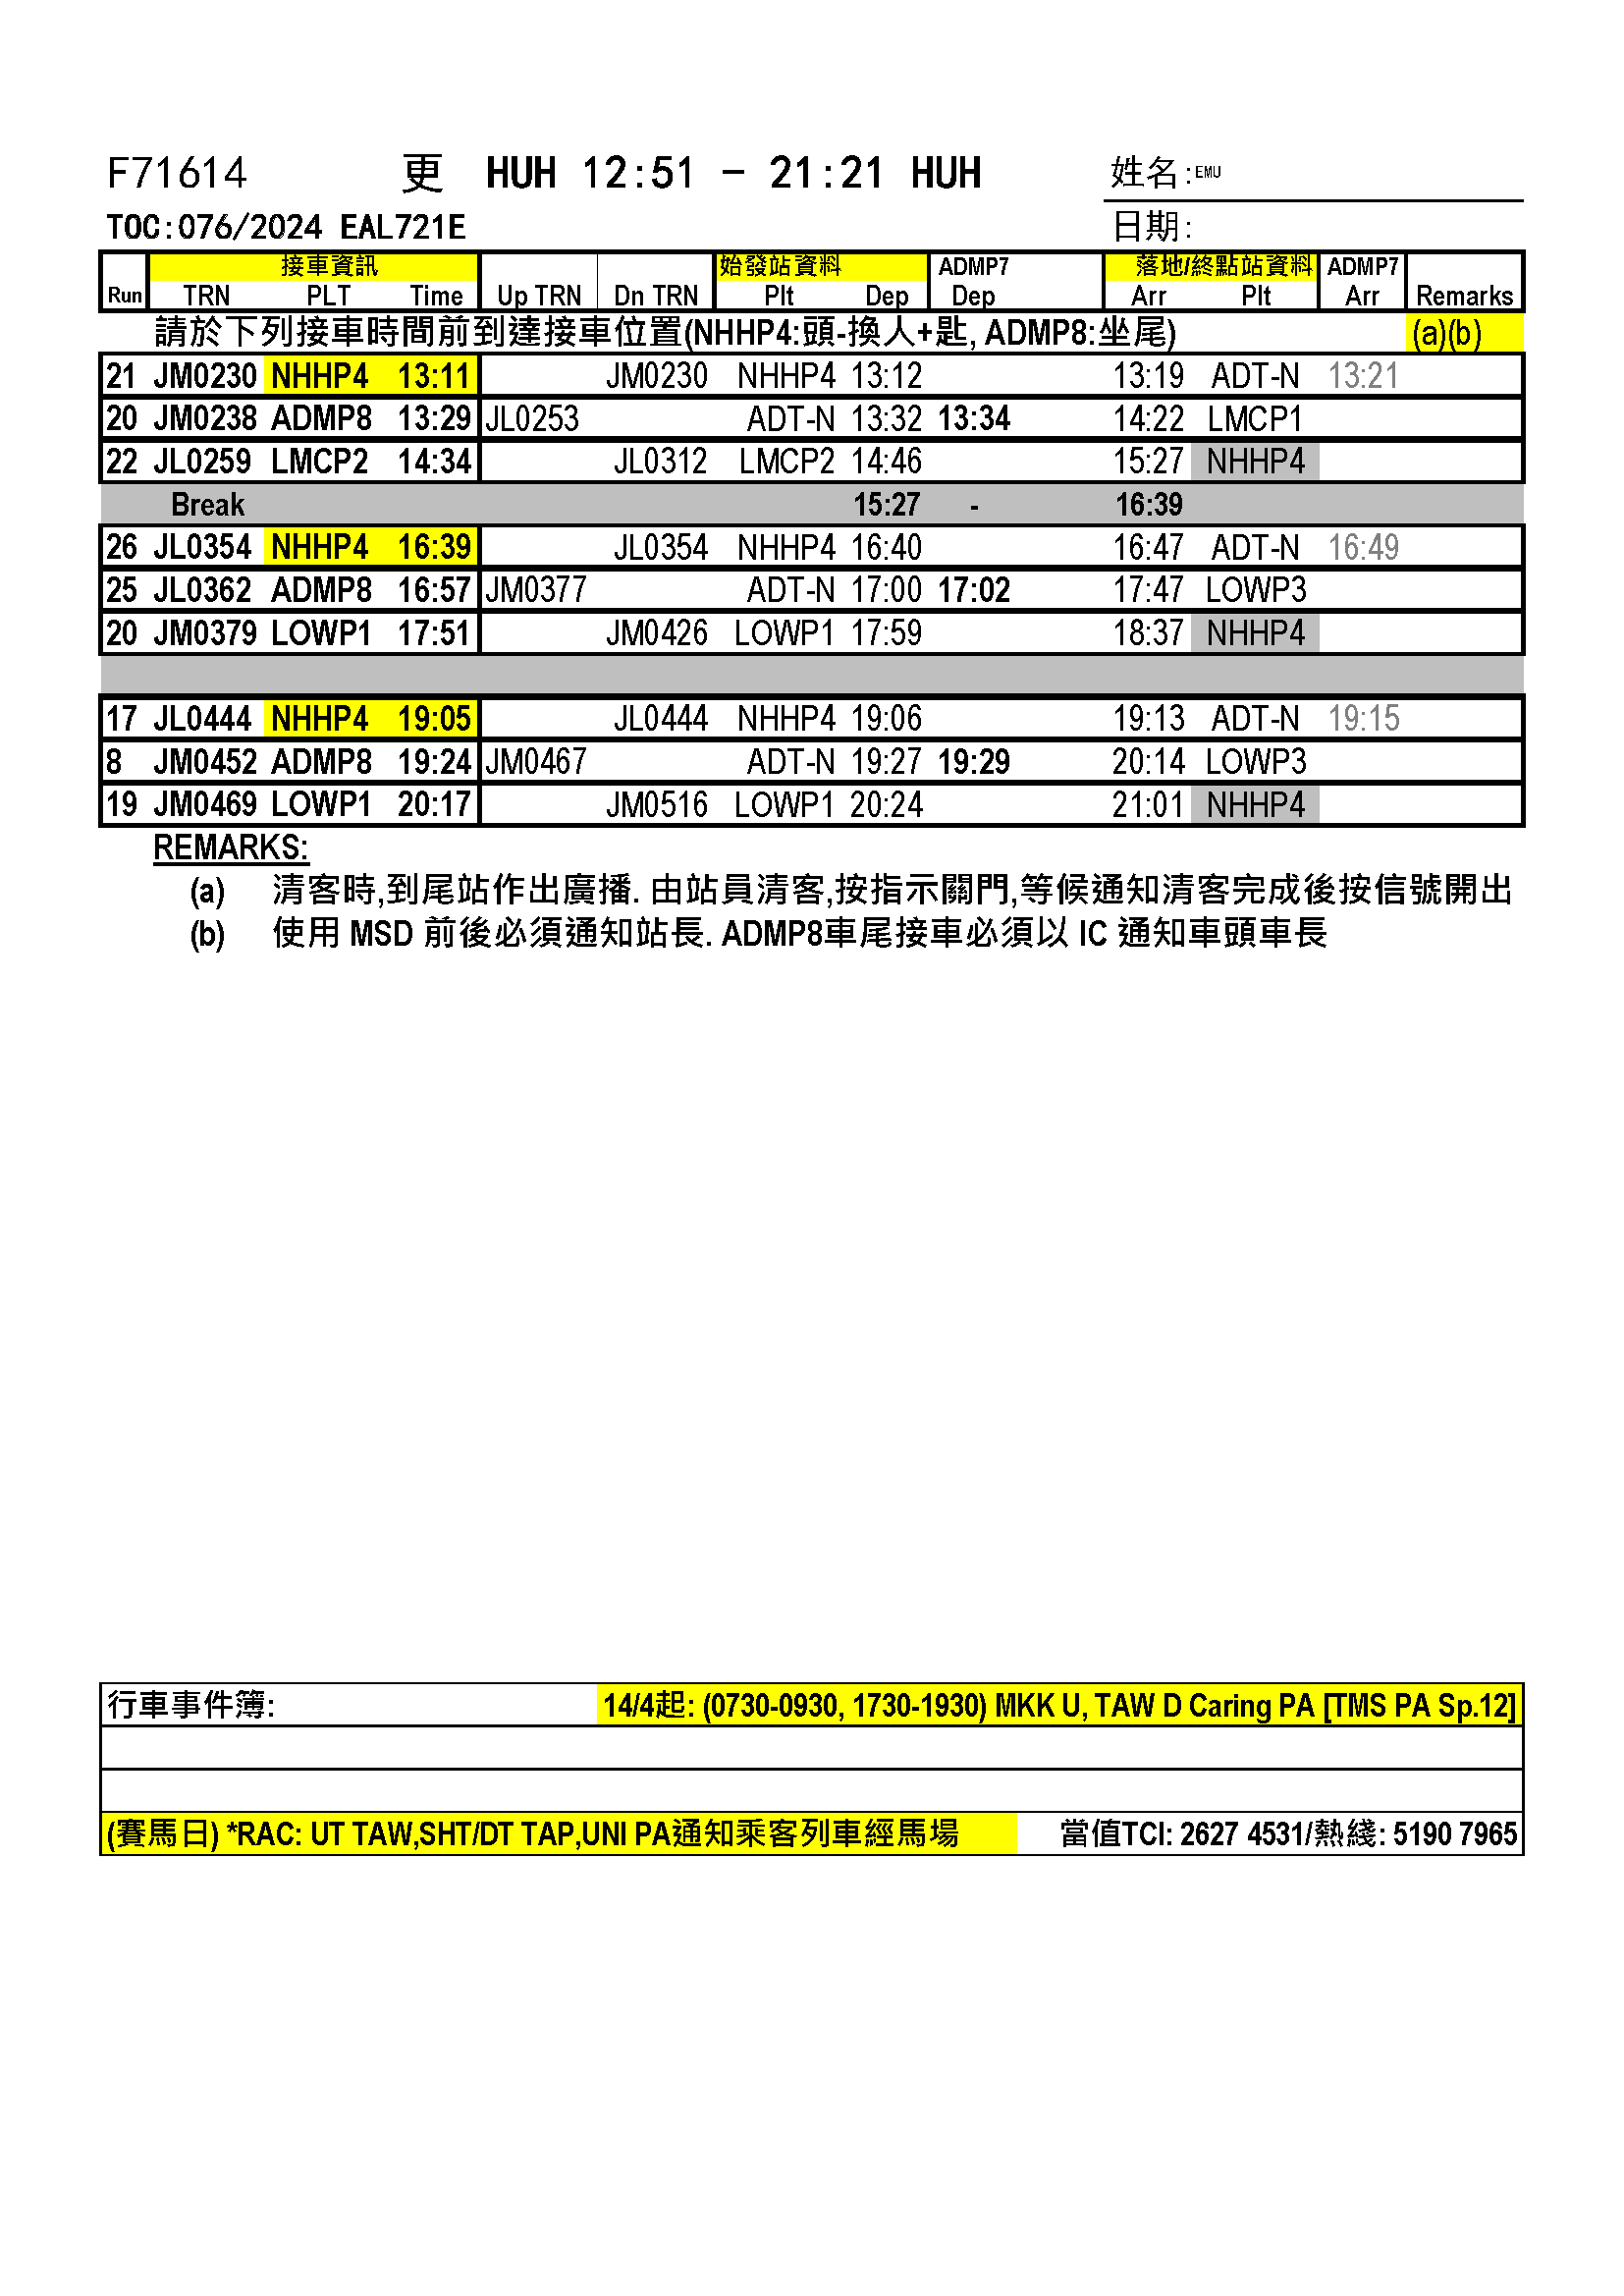 F71614 更 HUH 12:51 - 21:21 HUH 姓名:EMU
TOC:076/2024 EAL721E 日期:
接車資訊 始發站資料 ADMP7 落地/終點站資料 ADMP7
Run TRN PLT Time Up TRN Dn TRN Plt Dep Dep Arr Plt Arr Remarks
請於下列接車時間前到達接車位置(NHHP4:頭-換人+匙, ADMP8:坐尾) (a)(b)
21 JM0230 NHHP4 13:11 JM0230 NHHP4 13:12 13:19 ADT-N 13:21
20 JM0238 ADMP8 13:29 JL0253 ADT-N 13:32 13:34 14:22 LMCP1
22 JL0259 LMCP2 14:34 JL0312 LMCP2 14:46 15:27 NHHP4
Break 15:27 - 16:39
26 JL0354 NHHP4 16:39 JL0354 NHHP4 16:40 16:47 ADT-N 16:49
25 JL0362 ADMP8 16:57 JM0377 ADT-N 17:00 17:02 17:47 LOWP3
20 JM0379 LOWP1 17:51 JM0426 LOWP1 17:59 18:37 NHHP4
17 JL0444 NHHP4 19:05 JL0444 NHHP4 19:06 19:13 ADT-N 19:15
8 JM0452 ADMP8 19:24 JM0467 ADT-N 19:27 19:29 20:14 LOWP3
19 JM0469 LOWP1 20:17 JM0516 LOWP1 20:24 21:01 NHHP4
REMARKS:
(a) 清客時,到尾站作出廣播. 由站員清客,按指示關門,等候通知清客完成後按信號開出
(b) 使用 MSD 前後必須通知站長. ADMP8車尾接車必須以 IC 通知車頭車長
行車事件簿: 14/4起: (0730-0930, 1730-1930) MKK U, TAW D Caring PA [TMS PA Sp.12]
(賽馬日) *RAC: UT TAW,SHT/DT TAP,UNI PA通知乘客列車經馬場 當值TCI: 2627 4531/熱綫: 5190 7965